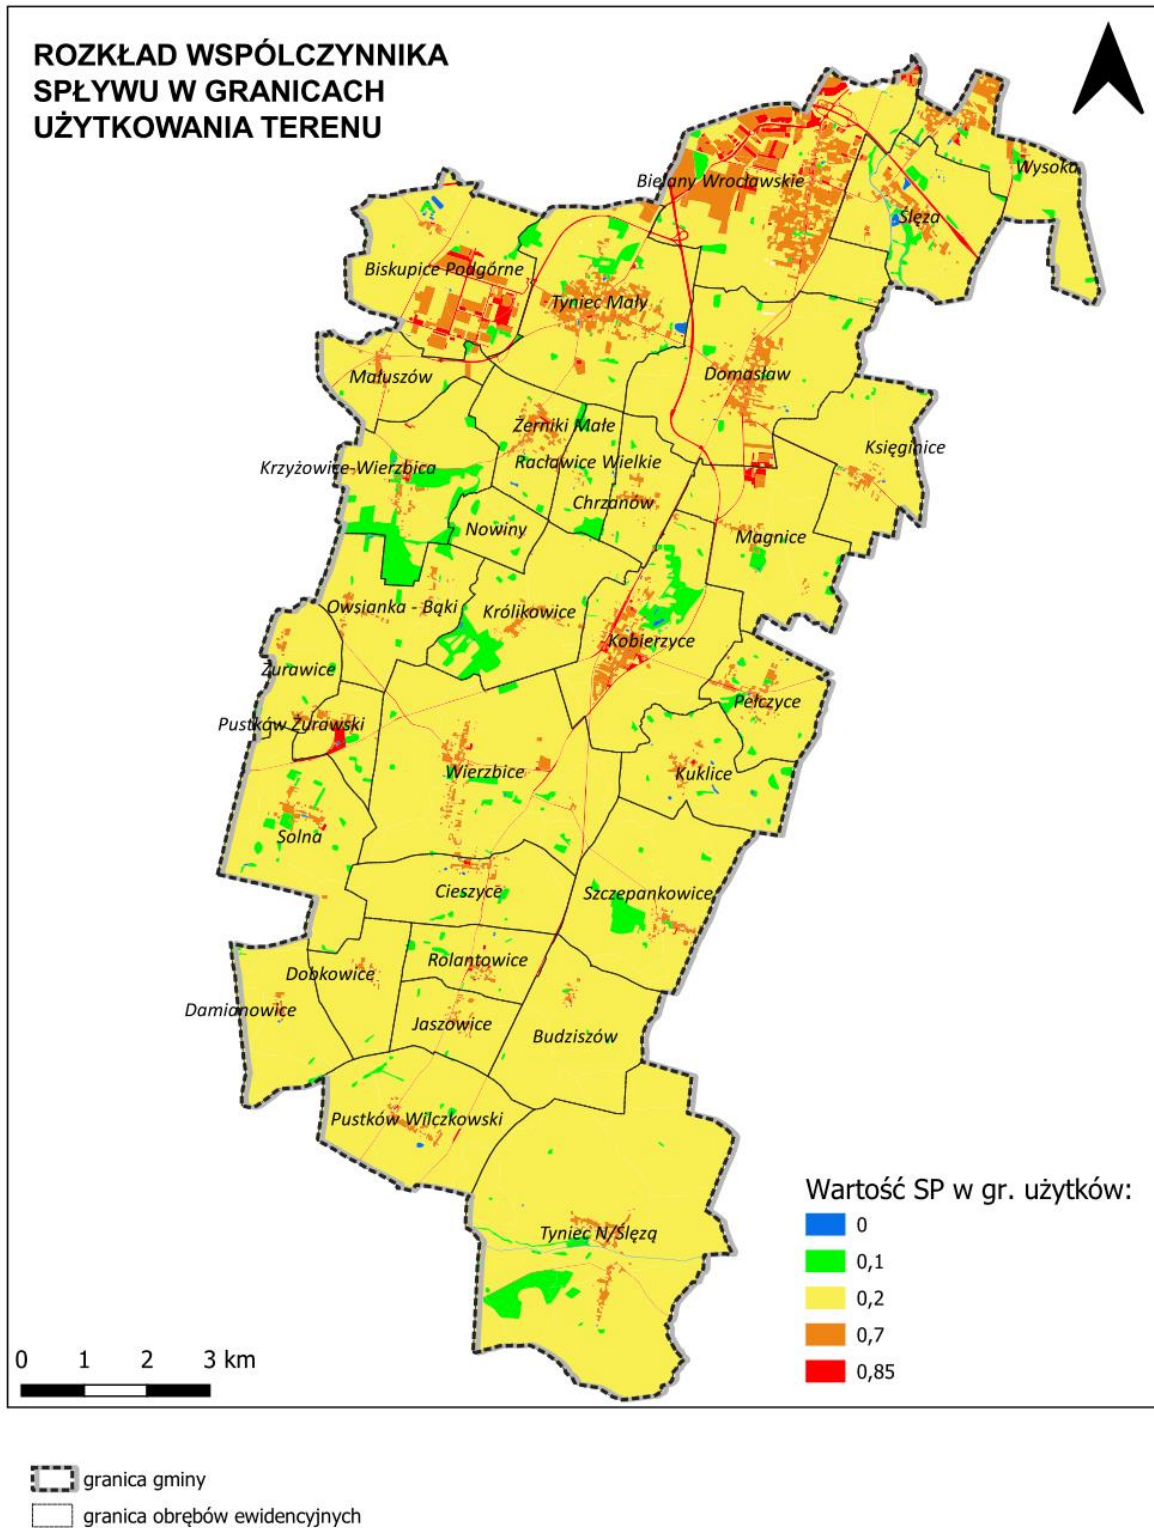 ROZKŁAD WSPÓLCZYNNIKA
SPŁYWU W GRANICACH
UŻYTKOWANIA TERENU
Wysoka
Bielany Wrocławskie
Ślęza
Biskupice Podgórne
Tyniec Mały
Małuszów
Domasław
Żerniki Małe
Księginice
Krzyżowice-Wierzbica
Racławice Wielkie
Chrzanów
Nowiny
Magnice
Owsianka - Bąki
Królikowice
Kobierzyce
Żurawice
Pełczyce
Pustków Żurawski
Wierzbice
Kuklice
Solna
Cieszyce
Szczepankowice
Rolantowice
Dobkowice
Damianowice
Jaszowice
Budziszów
Pustków Wilczkowski
Tyniec N/Ślęzą
Wartość SP w gr. użytków:
0
0,1
0,2
0,7
0,85
0 1 2 3 km
granica gminy
granica obrębów ewidencyjnych